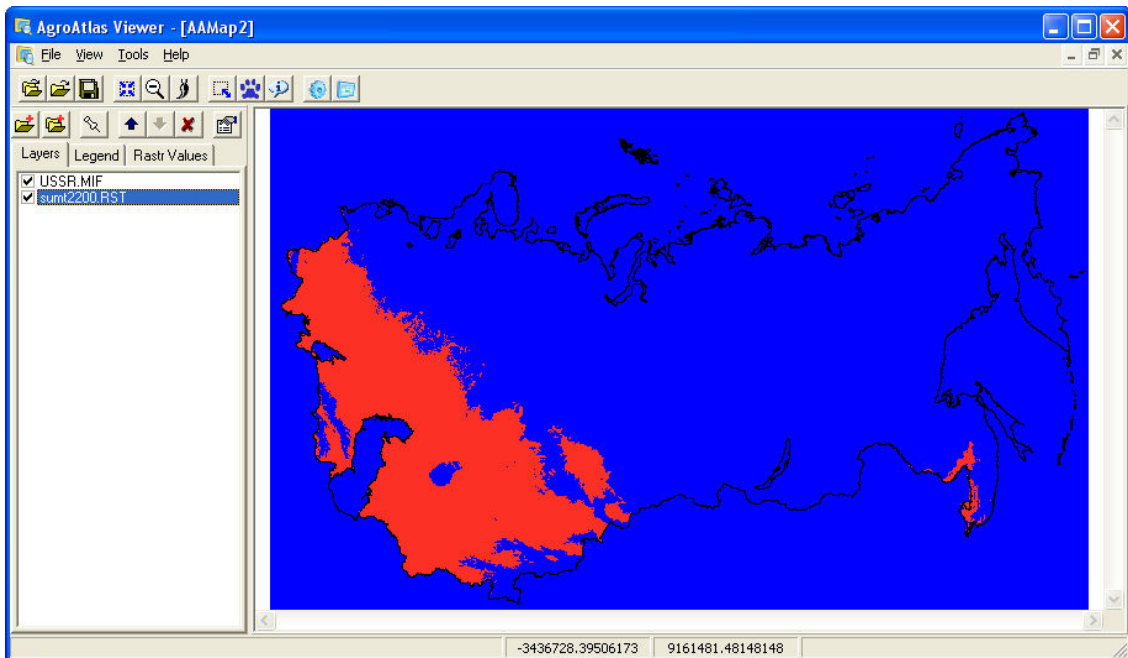 AgroAtlas Viewer - [AAMap2]
File View Tools Help
Layers Legend Rastr Values
USSR.MIF
sumt2200.RST
-3436728.39506173 9161481.48148148